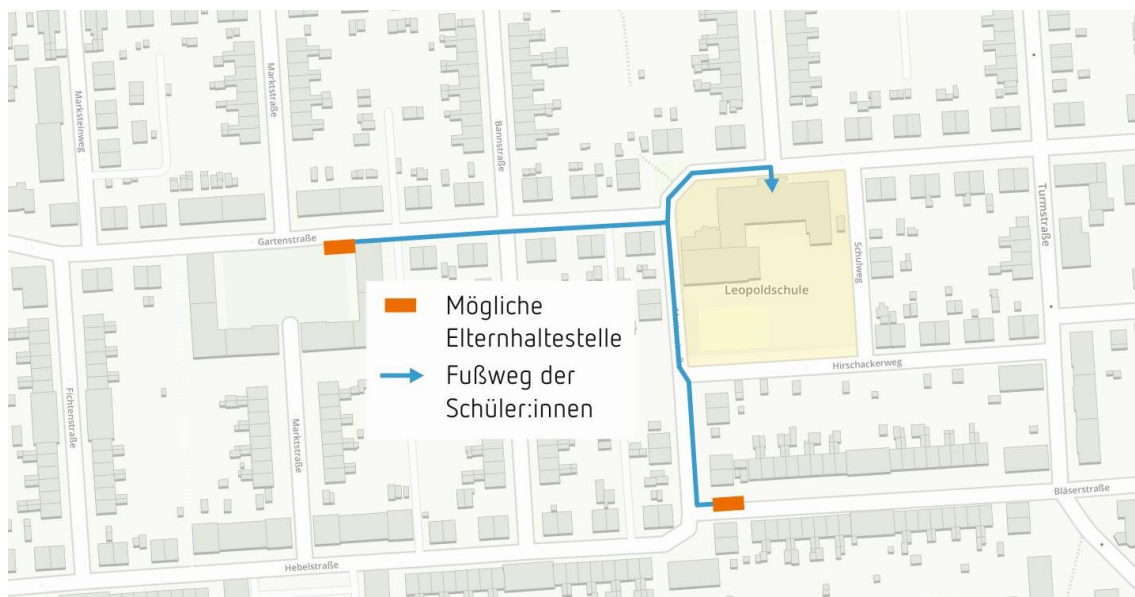 Marksteinweg
Marktstraße
Bannstraße
Turmstraße
Gartenstraße
Schulweg
Leopoldschule
Mögliche
Elternhaltestelle
Fußweg der
Schüler:innen
Hirschackerweg
Fichtenstraße
Marktstraße
Bläserstraße
Hebelstraße